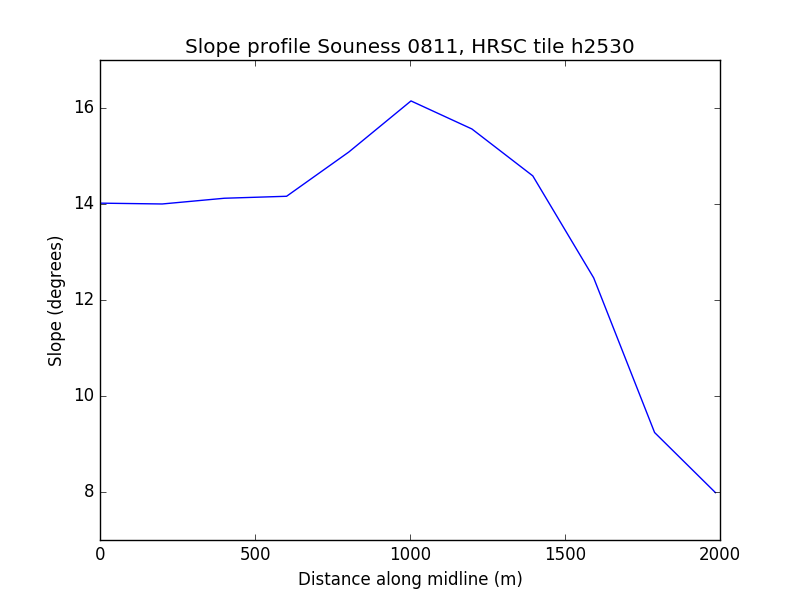 Slope profile Souness 0811, HRSC tile h2530
Slope (degrees)
16
14
12
10
8
0 500 1000 1500 2000
Distance along midline (m)